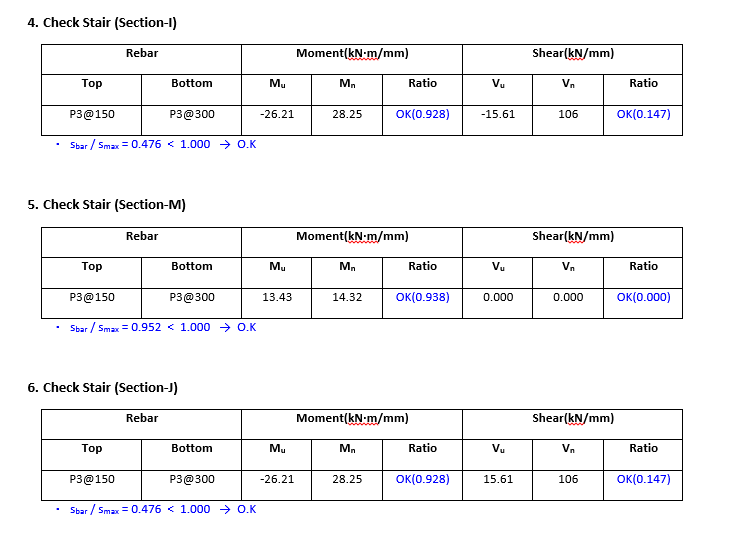 4. Check Stair (Section-I)
Rebar Moment(kN·m/mm) Shear(kN/mm)
Top Bottom Mu Mn Ratio Vu Vn Ratio
P3@150 P3@300 -26.21 28.25 OK(0.928) -15.61 106 OK(0.147)
• sbar / smax = 0.476 < 1.000 → O.K
5. Check Stair (Section-M)
Rebar Moment(kN·m/mm) Shear(kN/mm)
Top Bottom Mu Mn Ratio Vu Vn Ratio
P3@150 P3@300 13.43 14.32 OK(0.938) 0.000 0.000 OK(0.000)
• sbar / smax = 0.952 < 1.000 → O.K
6. Check Stair (Section-J)
Rebar Moment(kN·m/mm) Shear(kN/mm)
Top Bottom Mu Mn Ratio Vu Vn Ratio
P3@150 P3@300 -26.21 28.25 OK(0.928) 15.61 106 OK(0.147)
• sbar / smax = 0.476 < 1.000 → O.K